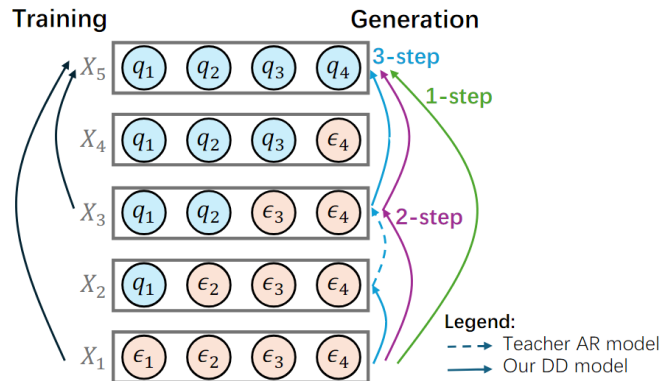 Training
Generation
3-step
X₅ q₁ q₂ q₃ q₄
1-step
X₄ q₁ q₂ q₃ ϵ₄
X₃ q₁ q₂ ϵ₃ ϵ₄
2-step
X₂ q₁ ϵ₂ ϵ₃ ϵ₄
Legend:
Teacher AR model
X₁ ϵ₁ ϵ₂ ϵ₃ ϵ₄
Our DD model